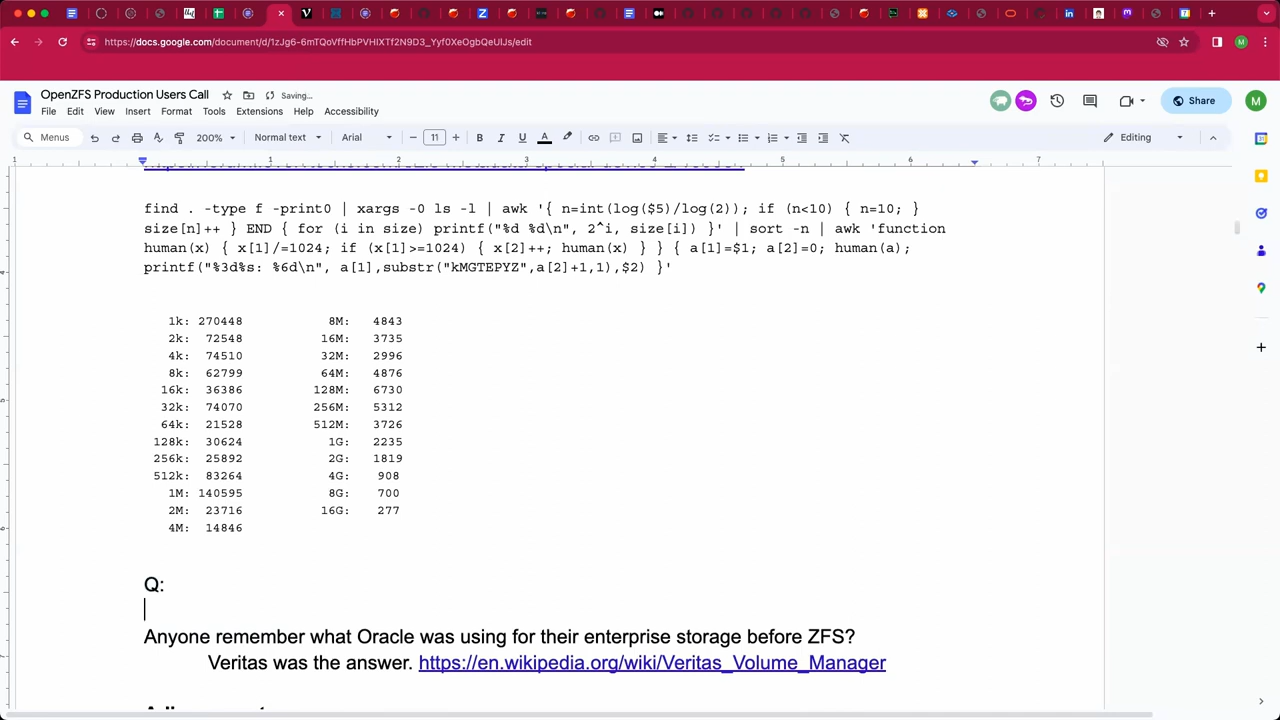 https://docs.google.com/document/d/1zJg6-6mTQoVffHbPVHIXTf2N9D3_Yyf0XeOgbQeUIJs/edit
OpenZFS Production Users Call
Saving...
File Edit View Insert Format Tools Extensions Help Accessibility
Share
M
Menus
200%
Normal text
Arial
11
Editing
find . -type f -print0 | xargs -0 ls -l | awk '{ n=int(log($5)/log(2)); if (n<10) { n=10; }
size[n]++ } END { for (i in size) printf("%d %d\n", 2^i, size[i]) }' | sort -n | awk 'function
human(x) { x[1]/=1024; if (x[1]>=1024) { x[2]++; human(x) } } { a[1]=$1; a[2]=0; human(a);
printf("%3d%s: %6d\n", a[1],substr("kMGTEPYZ",a[2]+1,1),$2) }'
1k: 270448 8M: 4843
2k: 72548 16M: 3735
4k: 74510 32M: 2996
8k: 62799 64M: 4876
16k: 36386 128M: 6730
32k: 74070 256M: 5312
64k: 21528 512M: 3726
128k: 30624 1G: 2235
256k: 25892 2G: 1819
512k: 83264 4G: 908
1M: 140595 8G: 700
2M: 23716 16G: 277
4M: 14846
Q:
Anyone remember what Oracle was using for their enterprise storage before ZFS?
Veritas was the answer. https://en.wikipedia.org/wiki/Veritas_Volume_Manager